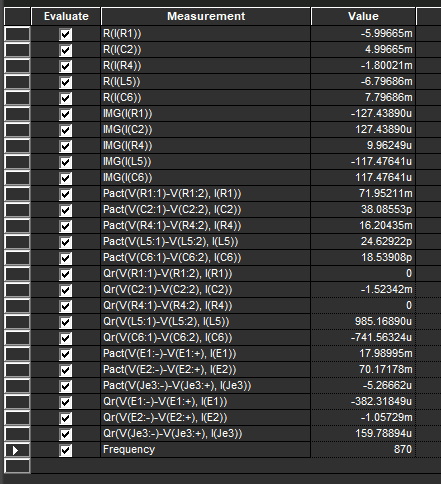 Evaluate Measurement Value
R(I(R1)) -5.99665m
R(I(C2)) 4.99665m
R(I(R4)) -1.80021m
R(I(L5)) -6.79686m
R(I(C6)) 7.79686m
IMG(I(R1)) -127.43890u
IMG(I(C2)) 127.43890u
IMG(I(R4)) 9.96249u
IMG(I(L5)) -117.47641u
IMG(I(C6)) 117.47641u
Pact(V(R1:1)-V(R1:2), I(R1)) 71.95211m
Pact(V(C2:1)-V(C2:2), I(C2)) 38.08553p
Pact(V(R4:1)-V(R4:2), I(R4)) 16.20435m
Pact(V(L5:1)-V(L5:2), I(L5)) 24.62922p
Pact(V(C6:1)-V(C6:2), I(C6)) 18.53908p
Qr(V(R1:1)-V(R1:2), I(R1)) 0
Qr(V(C2:1)-V(C2:2), I(C2)) -1.52342m
Qr(V(R4:1)-V(R4:2), I(R4)) 0
Qr(V(L5:1)-V(L5:2), I(L5)) 985.16890u
Qr(V(C6:1)-V(C6:2), I(C6)) -741.56324u
Pact(V(E1:-)-V(E1:+), I(E1)) 17.98995m
Pact(V(E2:-)-V(E2:+), I(E2)) 70.17178m
Pact(V(Je3:-)-V(Je3:+), I(Je3)) -5.26662u
Qr(V(E1:-)-V(E1:+), I(E1)) -382.31849u
Qr(V(E2:-)-V(E2:+), I(E2)) -1.05729m
Qr(V(Je3:-)-V(Je3:+), I(Je3)) 159.78894u
Frequency 870